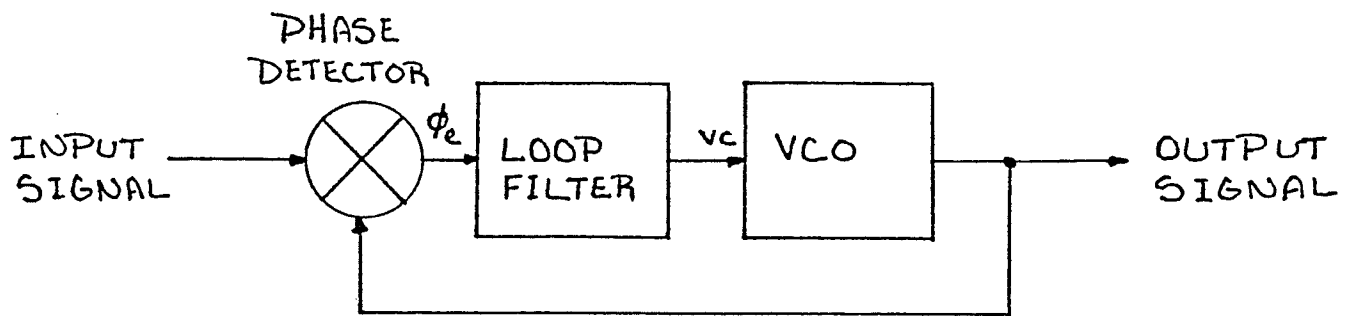 PHASE
DETECTOR
INPUT
SIGNAL
ϕe
LOOP
FILTER
VC
VCO
OUTPUT
SIGNAL